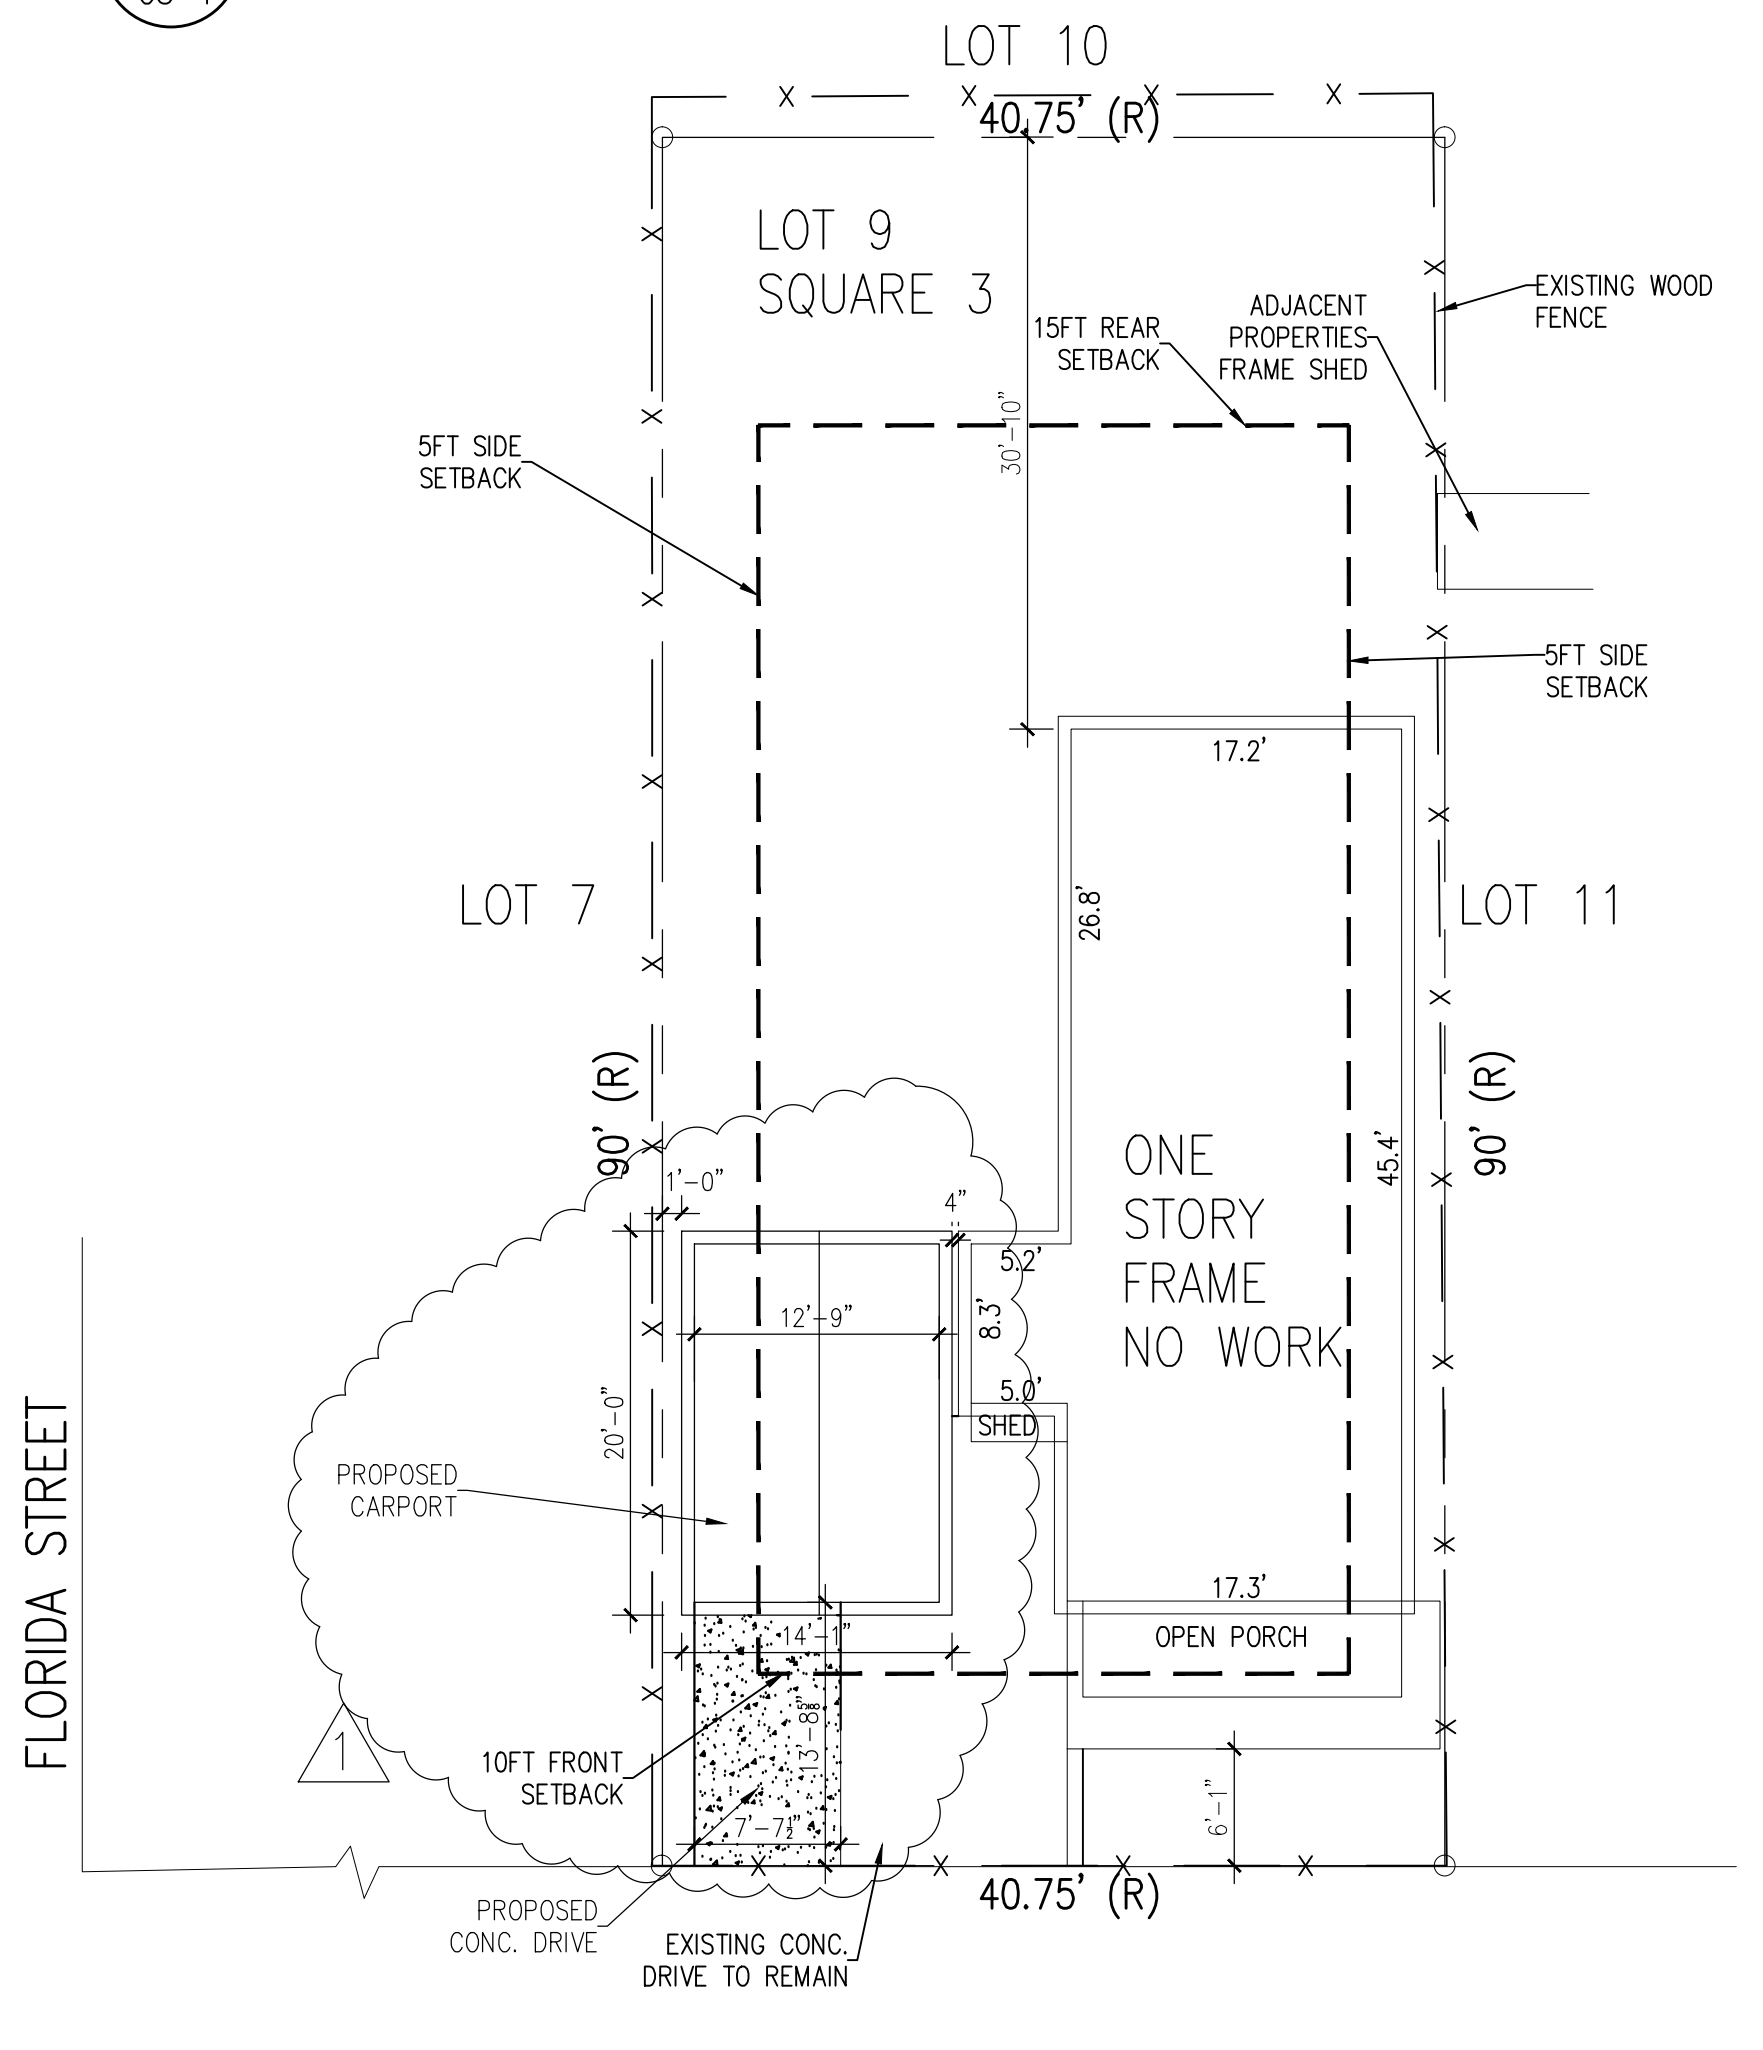 LOT 10
40.75' (R)
LOT 9
SQUARE 3
EXISTING WOOD
FENCE
ADJACENT
PROPERTIES
FRAME SHED
15FT REAR
SETBACK
30'-10"
5FT SIDE
SETBACK
5FT SIDE
SETBACK
17.2'
26.8'
LOT 7
LOT 11
90' (R)
90' (R)
45.4'
ONE
STORY
FRAME
NO WORK
1'-0"
4"
5.2'
8.3'
12'-9"
20'-0"
5.0'
SHED
PROPOSED
CARPORT
FLORIDA STREET
17.3'
OPEN PORCH
14'-1"
13'-8⅝"
1
10FT FRONT
SETBACK
7'-7½"
6'-1"
40.75' (R)
PROPOSED
CONC. DRIVE
EXISTING CONC.
DRIVE TO REMAIN